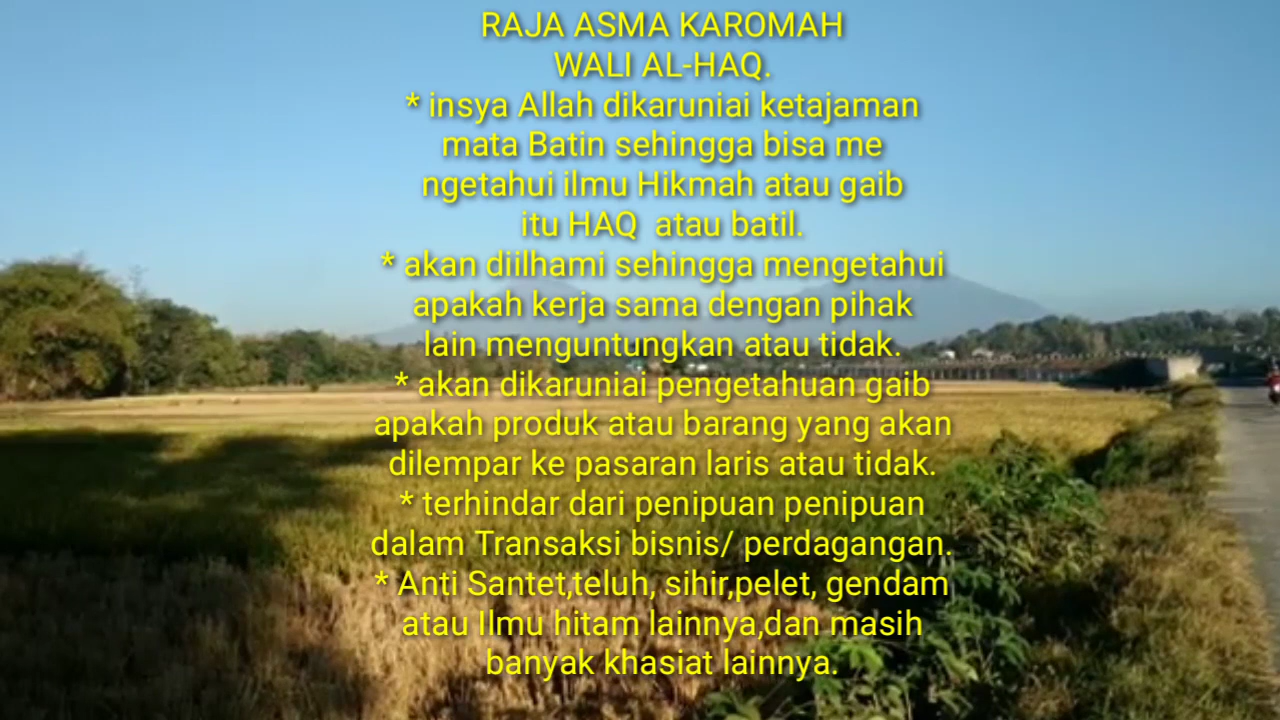 RAJA ASMA KAROMAH
WALI AL-HAQ.
* insya Allah dikaruniai ketajaman
mata Batin sehingga bisa me
ngetahui ilmu Hikmah atau gaib
itu HAQ  atau batil.
* akan diilhami sehingga mengetahui
apakah kerja sama dengan pihak
lain menguntungkan atau tidak.
* akan dikaruniai pengetahuan gaib
apakah produk atau barang yang akan
dilempar ke pasaran laris atau tidak.
* terhindar dari penipuan penipuan
dalam Transaksi bisnis/ perdagangan.
* Anti Santet,teluh, sihir,pelet, gendam
atau Ilmu hitam lainnya,dan masih
banyak khasiat lainnya.